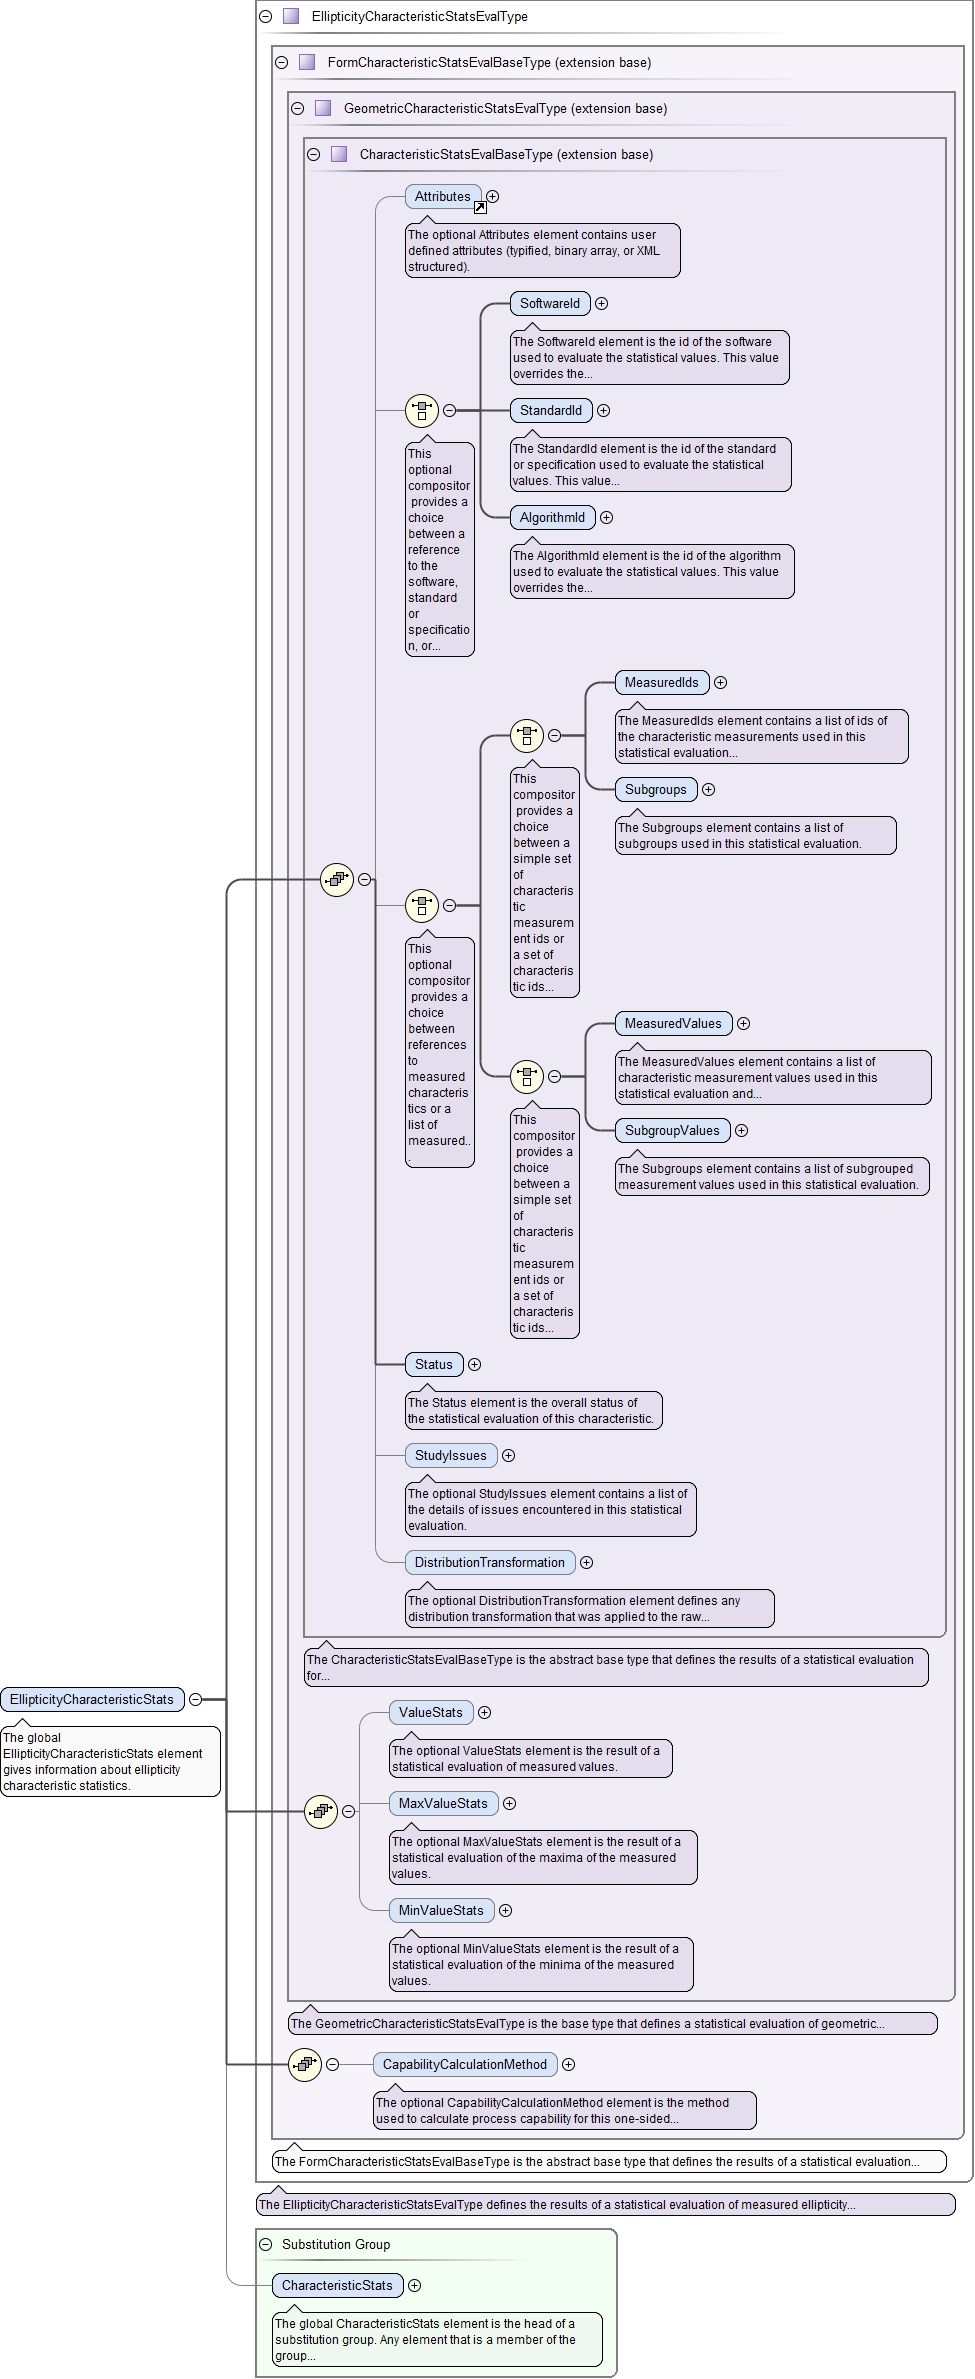 EllipticityCharacteristicStatsEvalType
FormCharacteristicStatsEvalBaseType (extension base)
GeometricCharacteristicStatsEvalType (extension base)
CharacteristicStatsEvalBaseType (extension base)
Attributes
The optional Attributes element contains user
defined attributes (typified, binary array, or XML
structured).
SoftwareId
The SoftwareId element is the id of the software
used to evaluate the statistical values. This value
overrides the...
StandardId
The StandardId element is the id of the standard
or specification used to evaluate the statistical
values. This value...
This
optional
compositor
provides a
choice
between a
reference
to the
software,
standard
or
specificatio
n, or...
AlgorithmId
The AlgorithmId element is the id of the algorithm
used to evaluate the statistical values. This value
overrides the...
MeasuredIds
The MeasuredIds element contains a list of ids of
the characteristic measurements used in this
statistical evaluation...
This
compositor
provides a
choice
between a
simple set
of
characteris
tic
measurem
ent ids or
a set of
characteris
tic ids...
Subgroups
The Subgroups element contains a list of
subgroups used in this statistical evaluation.
This
optional
compositor
provides a
choice
between
references
to
measured
characteris
tics or a
list of
measured..
.
MeasuredValues
The MeasuredValues element contains a list of
characteristic measurement values used in this
statistical evaluation and...
This
compositor
provides a
choice
between a
simple set
of
characteris
tic
measurem
ent ids or
a set of
characteris
tic ids...
SubgroupValues
The Subgroups element contains a list of subgrouped
measurement values used in this statistical evaluation.
Status
The Status element is the overall status of
the statistical evaluation of this characteristic.
StudyIssues
The optional StudyIssues element contains a list of
the details of issues encountered in this statistical
evaluation.
DistributionTransformation
The optional DistributionTransformation element defines any
distribution transformation that was applied to the raw...
The CharacteristicStatsEvalBaseType is the abstract base type that defines the results of a statistical evaluation
for...
EllipticityCharacteristicStats
The global
EllipticityCharacteristicStats element
gives information about ellipticity
characteristic statistics.
ValueStats
The optional ValueStats element is the result of a
statistical evaluation of measured values.
MaxValueStats
The optional MaxValueStats element is the result of a
statistical evaluation of the maxima of the measured
values.
MinValueStats
The optional MinValueStats element is the result of a
statistical evaluation of the minima of the measured
values.
The GeometricCharacteristicStatsEvalType is the base type that defines a statistical evaluation of geometric...
CapabilityCalculationMethod
The optional CapabilityCalculationMethod element is the method
used to calculate process capability for this one-sided...
The FormCharacteristicStatsEvalBaseType is the abstract base type that defines the results of a statistical evaluation...
The EllipticityCharacteristicStatsEvalType defines the results of a statistical evaluation of measured ellipticity...
Substitution Group
CharacteristicStats
The global CharacteristicStats element is the head of a
substitution group. Any element that is a member of the
group...